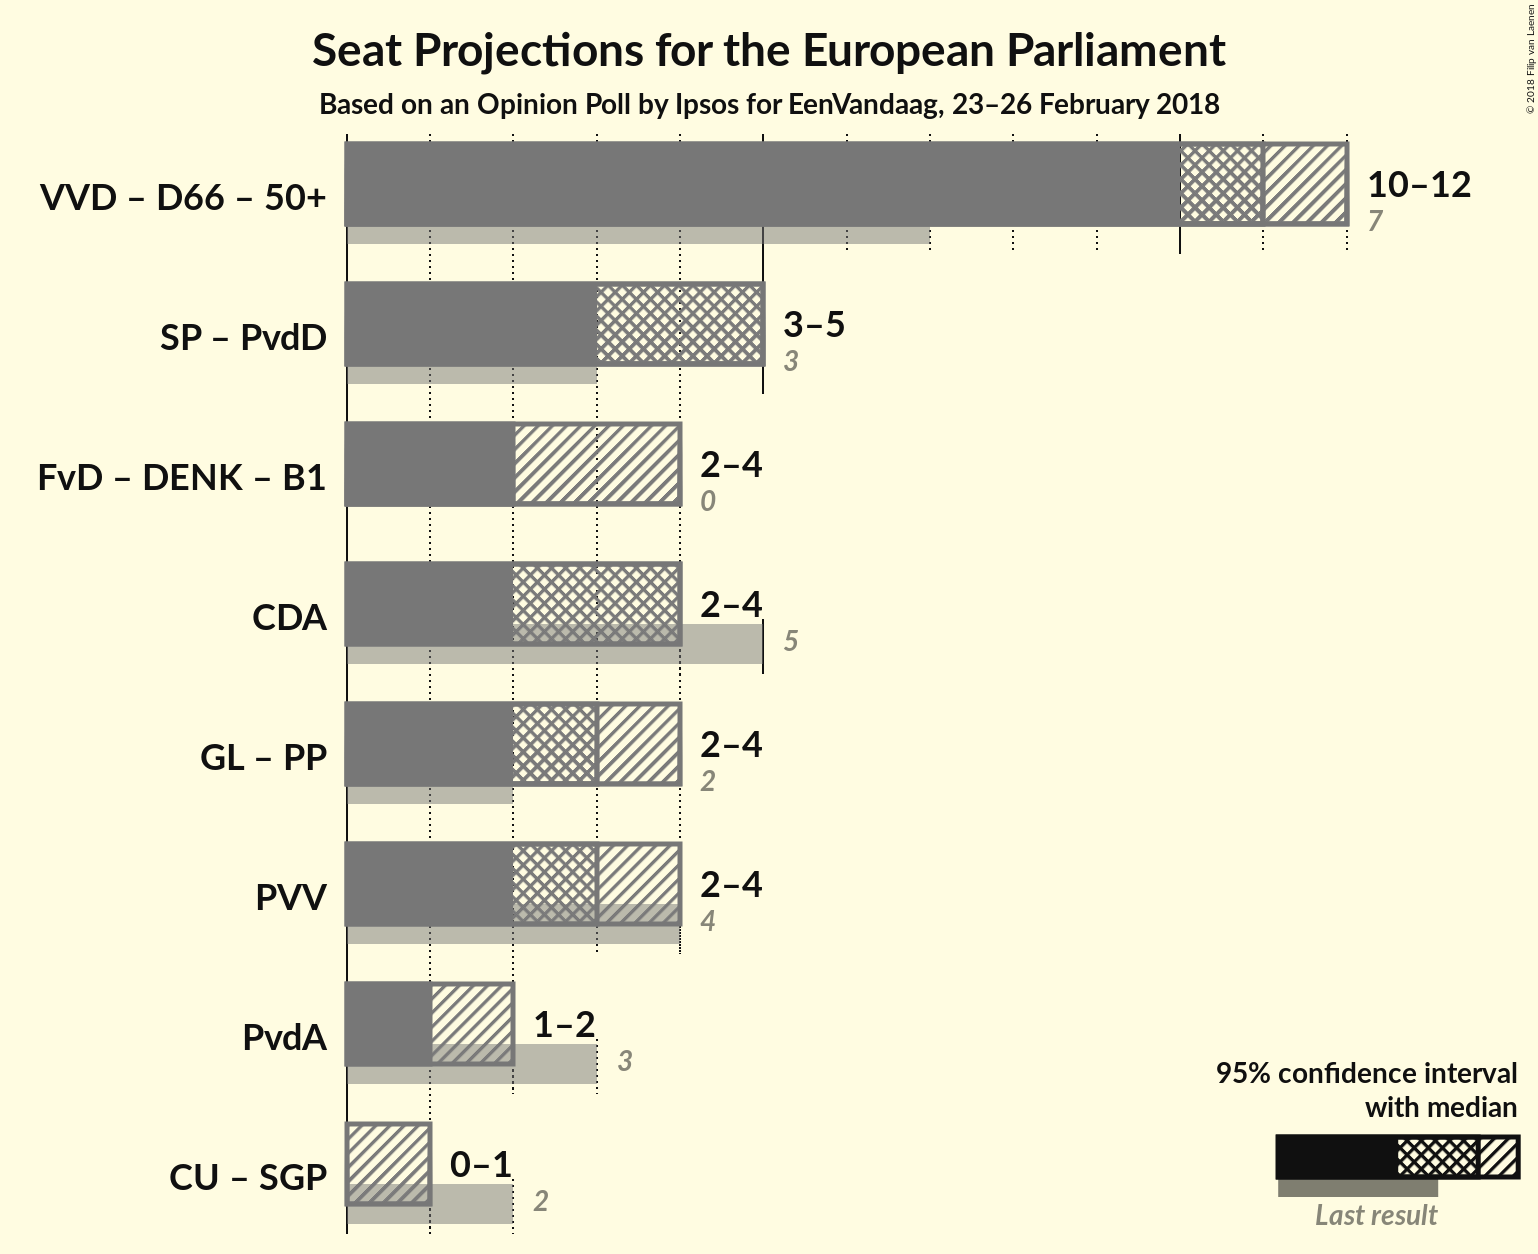 Seat Projections for the European Parliament
Based on an Opinion Poll by Ipsos for EenVandaag, 23–26 February 2018
© 2018 Filip van Laenen
VVD – D66 – 50+
10–12
7
SP – PvdD
3–5
3
FvD – DENK – B1
2–4
0
CDA
2–4
5
GL – PP
2–4
2
PVV
2–4
4
PvdA
1–2
3
CU – SGP
0–1
2
95% confidence interval
with median
Last result